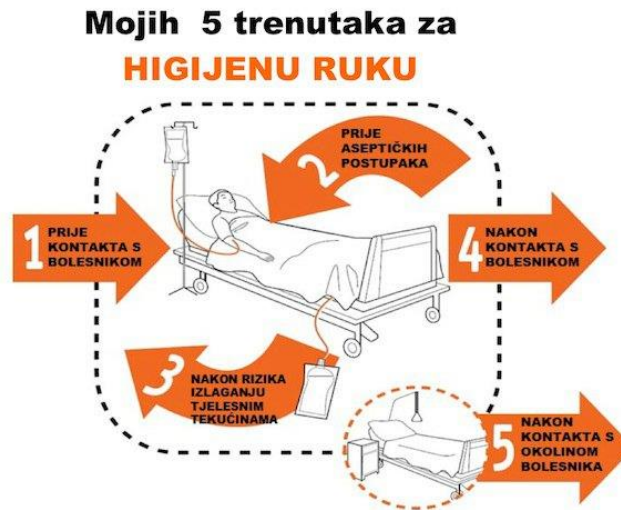 Mojih 5 trenutaka za
HIGIJENU RUKU
1
PRIJE
KONTAKTA S
BOLESNIKOM
2
PRIJE
ASEPTIČKIH
POSTUPAKA
3
NAKON RIZIKA
IZLAGANJU
TJELESNIM
TEKUĆINAMA
4
NAKON
KONTAKTA S
BOLESNIKOM
5
NAKON
KONTAKTA S
OKOLINOM
BOLESNIKA